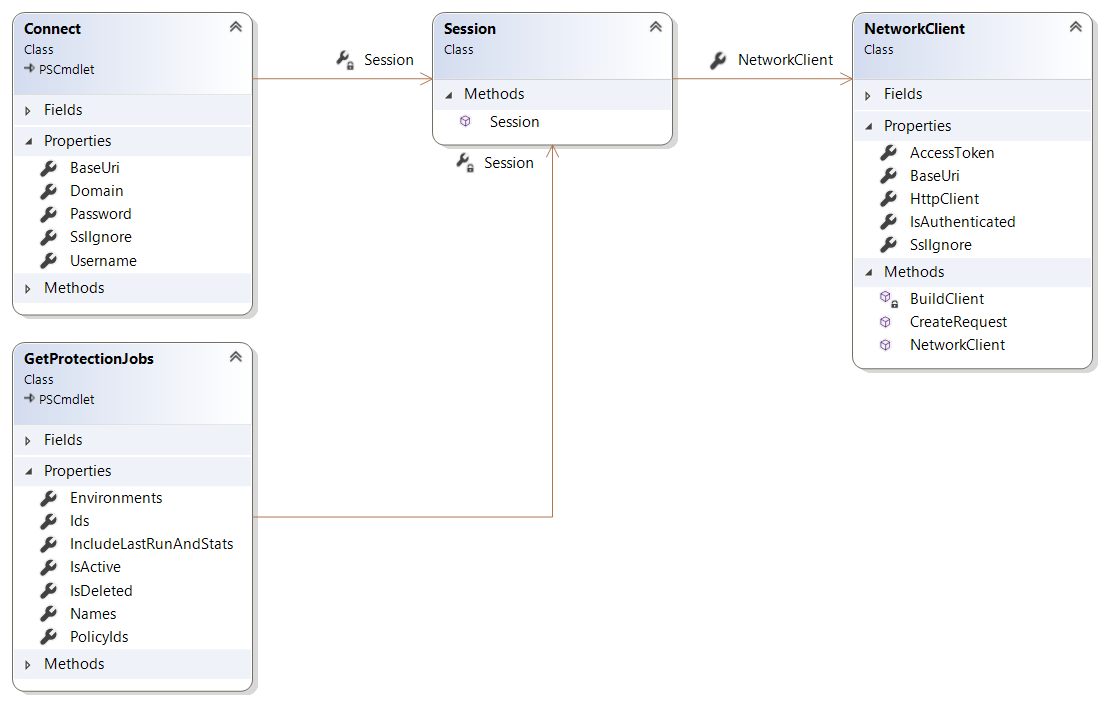 Connect
Class
PSCmdlet
Fields
Properties
BaseUri
Domain
Password
SslIgnore
Username
Methods
Session
Session
Class
Methods
Session
Session
NetworkClient
NetworkClient
Class
Fields
Properties
AccessToken
BaseUri
HttpClient
IsAuthenticated
SslIgnore
Methods
BuildClient
CreateRequest
NetworkClient
GetProtectionJobs
Class
PSCmdlet
Fields
Properties
Environments
Ids
IncludeLastRunAndStats
IsActive
IsDeleted
Names
PolicyIds
Methods